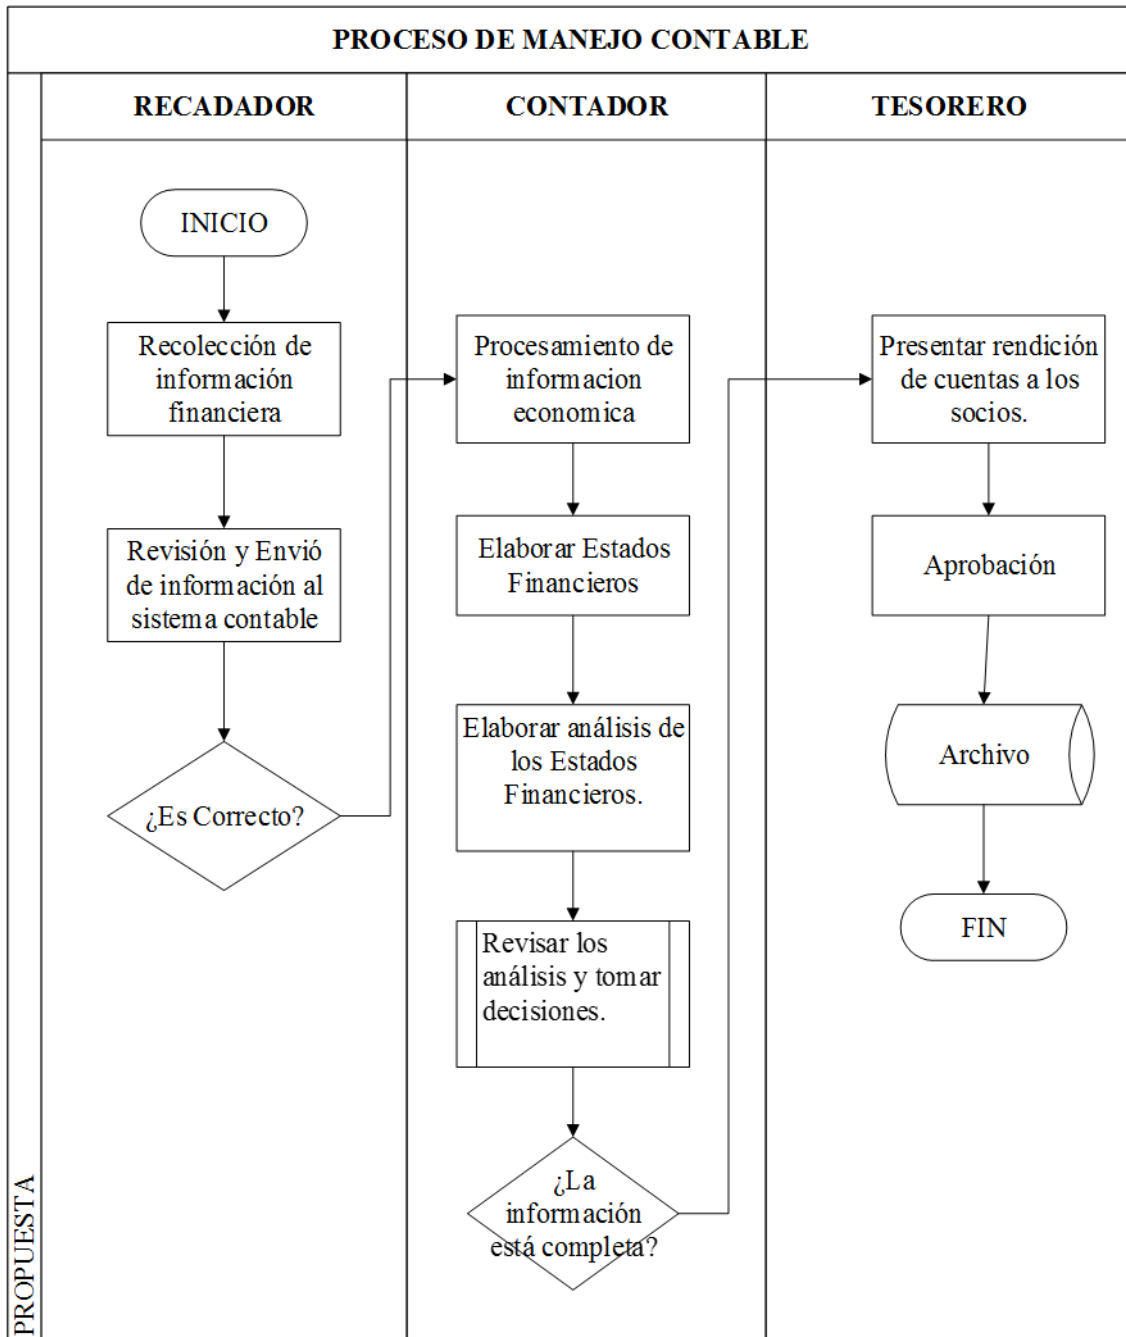 PROCESO DE MANEJO CONTABLE
RECADADOR
CONTADOR
TESORERO
INICIO
Recolección de
información
financiera
Revisión y Envió
de información al
sistema contable
¿Es Correcto?
Procesamiento de
informacion
economica
Elaborar Estados
Financieros
Elaborar análisis de
los Estados
Financieros.
Revisar los
análisis y tomar
decisiones.
¿La
información
está completa?
Presentar rendición
de cuentas a los
socios.
Aprobación
Archivo
FIN
PROPUESTA